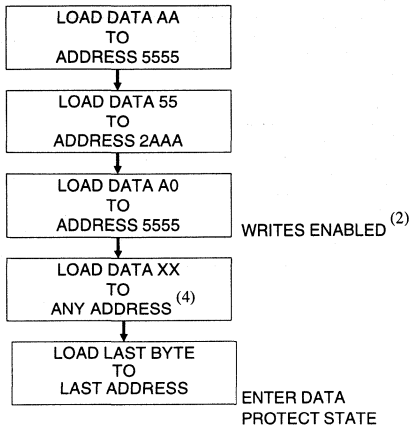 LOAD DATA AA
TO
ADDRESS 5555
LOAD DATA 55
TO
ADDRESS 2AAA
LOAD DATA A0
TO
ADDRESS 5555
WRITES ENABLED (2)
LOAD DATA XX
TO
ANY ADDRESS (4)
LOAD LAST BYTE
TO
LAST ADDRESS
ENTER DATA
PROTECT STATE